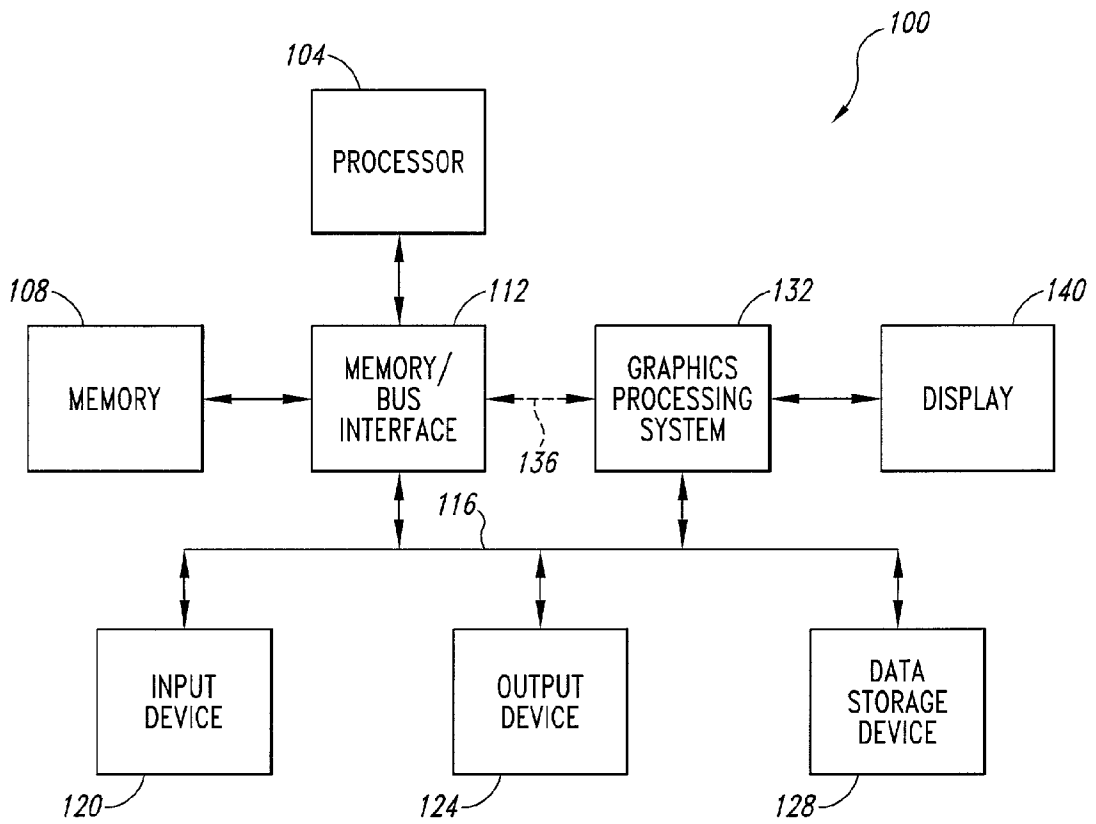 100
104
PROCESSOR
108
112
132
140
MEMORY
MEMORY/
BUS
INTERFACE
GRAPHICS
PROCESSING
SYSTEM
DISPLAY
136
116
INPUT
DEVICE
OUTPUT
DEVICE
DATA
STORAGE
DEVICE
120
124
128